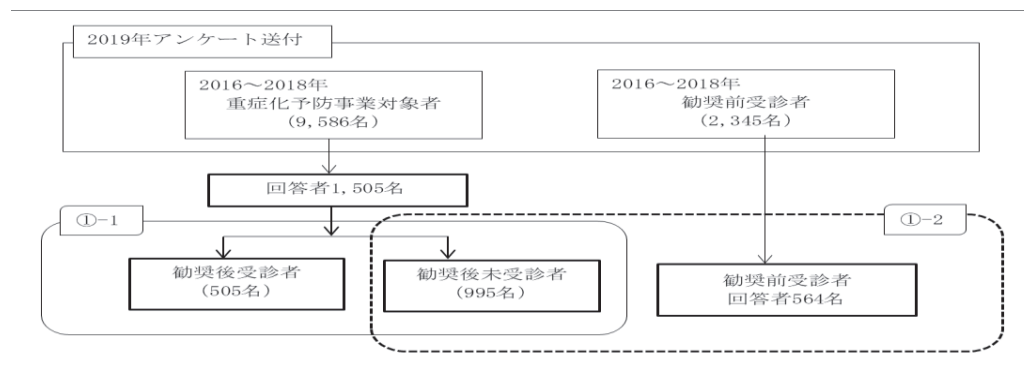 2019年アンケート送付
2016～2018年
重症化予防事業対象者
(9,586名)
2016～2018年
勧奨前受診者
(2,345名)
回答者1,505名
①-1
①-2
勧奨後受診者
(505名)
勧奨後未受診者
(995名)
勧奨前受診者
回答者564名